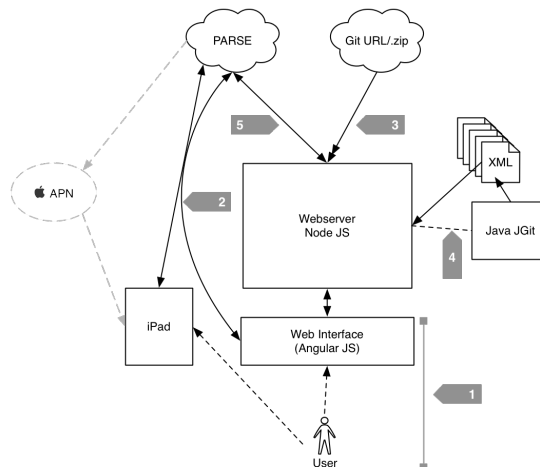 PARSE
Git URL/.zip
5
3
XML
APN
2
Webserver
Node JS
4
Java JGit
iPad
Web Interface
(Angular JS)
1
User